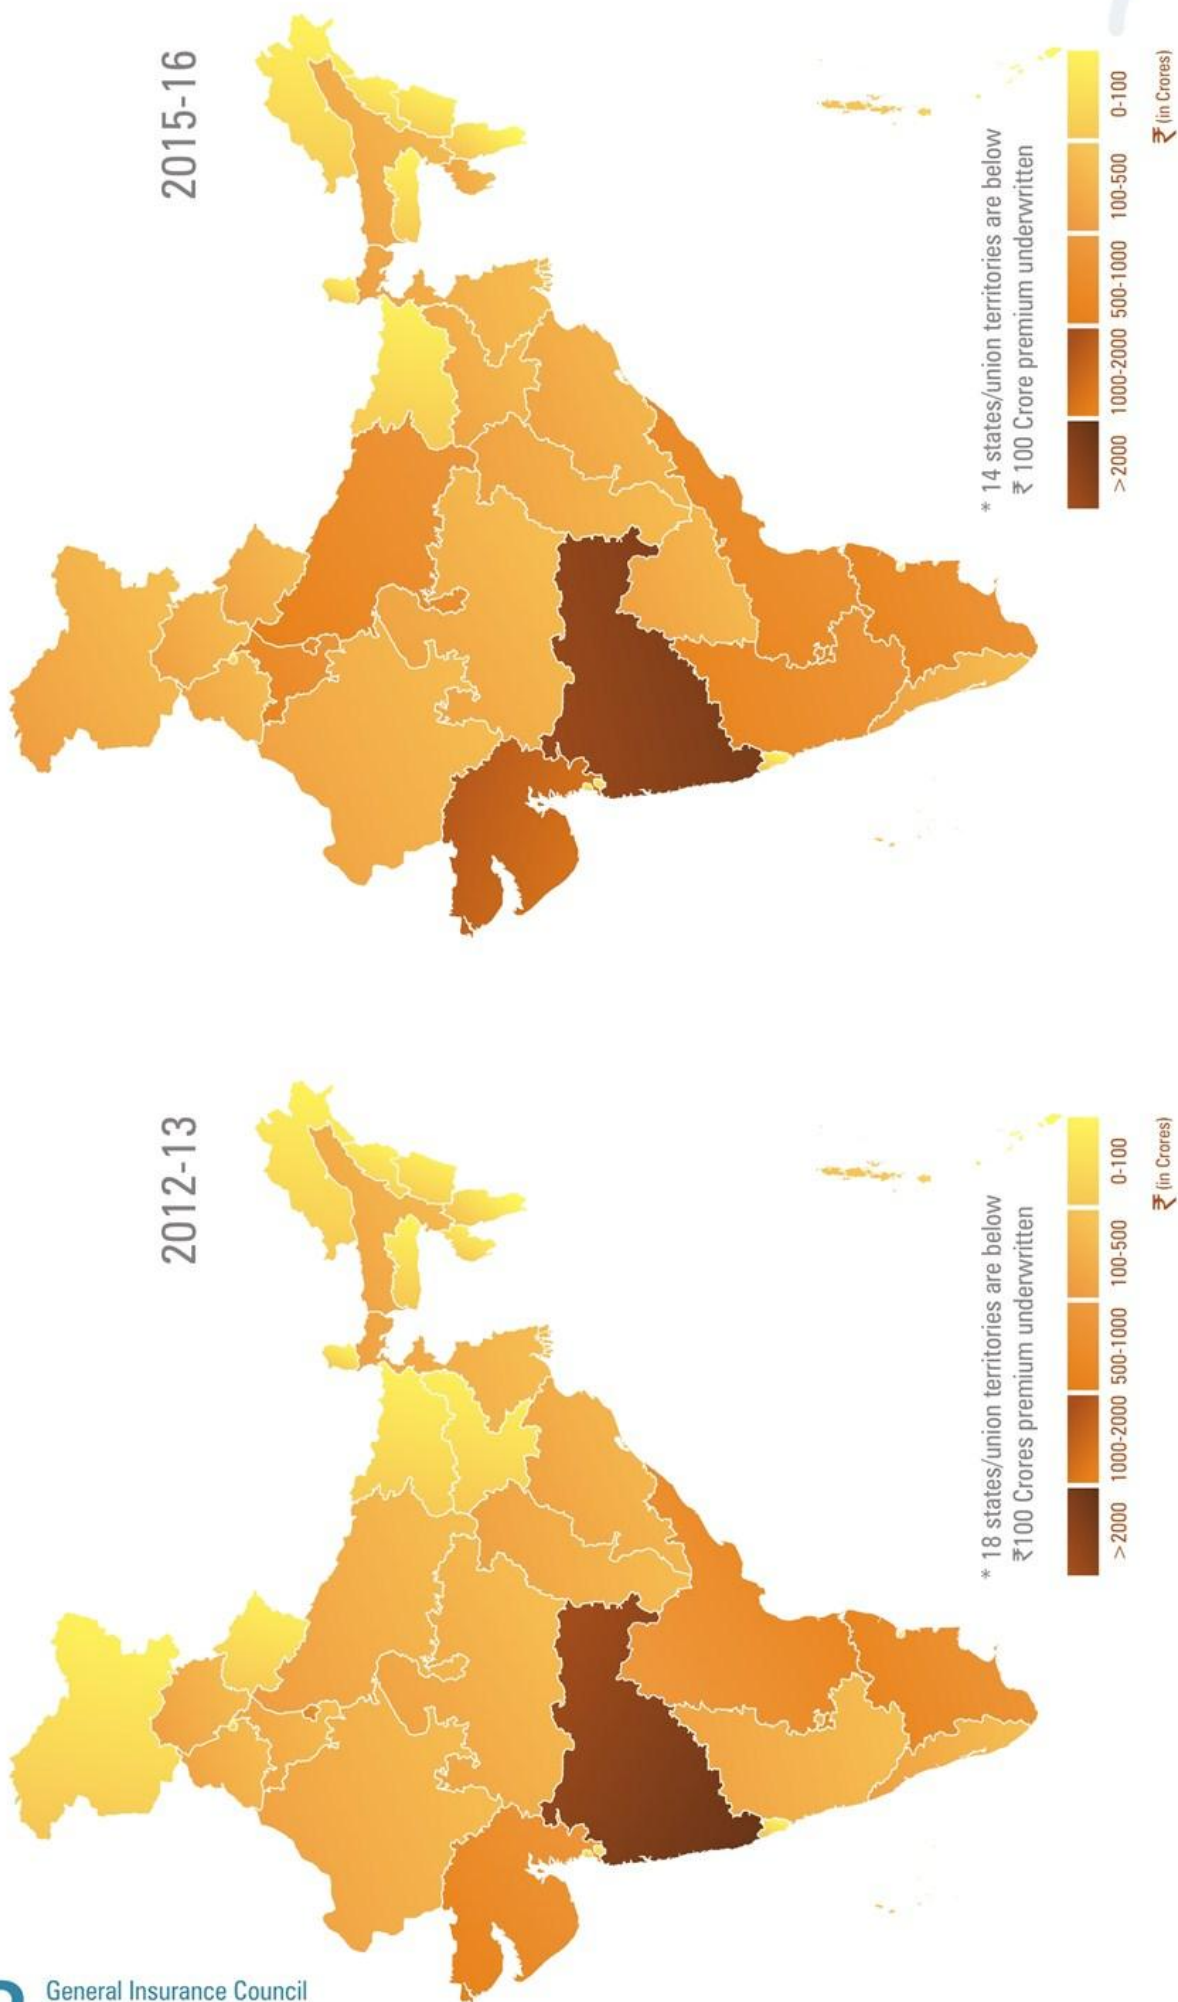 General Insurance Council
2012-13
* 18 states/union territories are below
₹100 Crores premium underwritten
> 2000 1000-2000 500-1000 100-500 0-100
₹ (in Crores)
2015-16
* 14 states/union territories are below
₹ 100 Crore premium underwritten
> 2000 1000-2000 500-1000 100-500 0-100
₹ (in Crores)